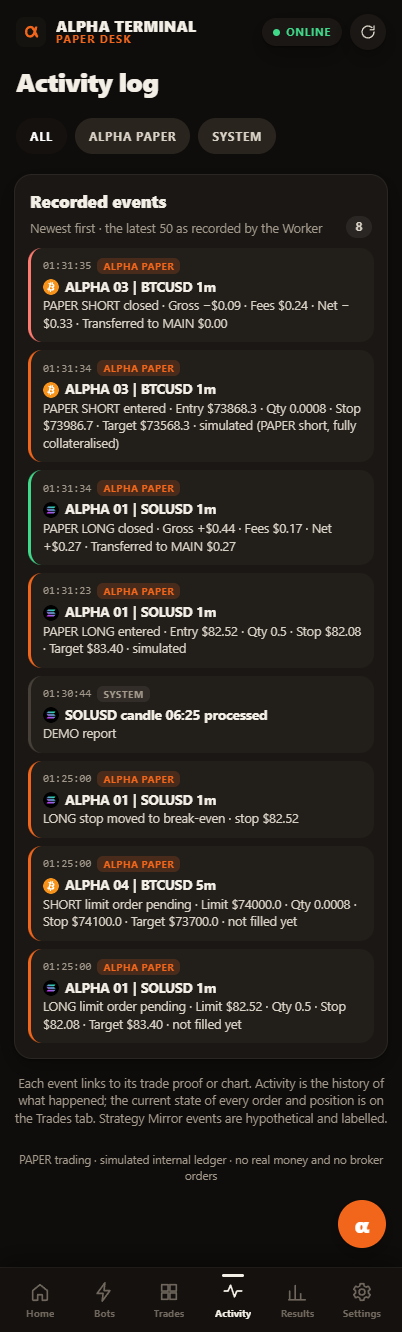 α
ALPHA TERMINAL
PAPER DESK
ONLINE
Activity log
ALL
ALPHA PAPER
SYSTEM
Recorded events
Newest first · the latest 50 as recorded by the Worker
8
01:31:35 ALPHA PAPER
ALPHA 03 | BTCUSD 1m
PAPER SHORT closed · Gross −$0.09 · Fees $0.24 · Net −
$0.33 · Transferred to MAIN $0.00
01:31:34 ALPHA PAPER
ALPHA 03 | BTCUSD 1m
PAPER SHORT entered · Entry $73868.3 · Qty 0.0008 · Stop
$73986.7 · Target $73568.3 · simulated (PAPER short, fully
collateralised)
01:31:34 ALPHA PAPER
ALPHA 01 | SOLUSD 1m
PAPER LONG closed · Gross +$0.44 · Fees $0.17 · Net
+$0.27 · Transferred to MAIN $0.27
01:31:23 ALPHA PAPER
ALPHA 01 | SOLUSD 1m
PAPER LONG entered · Entry $82.52 · Qty 0.5 · Stop $82.08
· Target $83.40 · simulated
01:30:44 SYSTEM
SOLUSD candle 06:25 processed
DEMO report
01:25:00 ALPHA PAPER
ALPHA 01 | SOLUSD 1m
LONG stop moved to break-even · stop $82.52
01:25:00 ALPHA PAPER
ALPHA 04 | BTCUSD 5m
SHORT limit order pending · Limit $74000.0 · Qty 0.0008 ·
Stop $74100.0 · Target $73700.0 · not filled yet
01:25:00 ALPHA PAPER
ALPHA 01 | SOLUSD 1m
LONG limit order pending · Limit $82.52 · Qty 0.5 · Stop
$82.08 · Target $83.40 · not filled yet
Each event links to its trade proof or chart. Activity is the history of
what happened; the current state of every order and position is on
the Trades tab. Strategy Mirror events are hypothetical and labelled.
PAPER trading · simulated internal ledger · no real money and no broker
orders
α
Home
Bots
Trades
Activity
Results
Settings